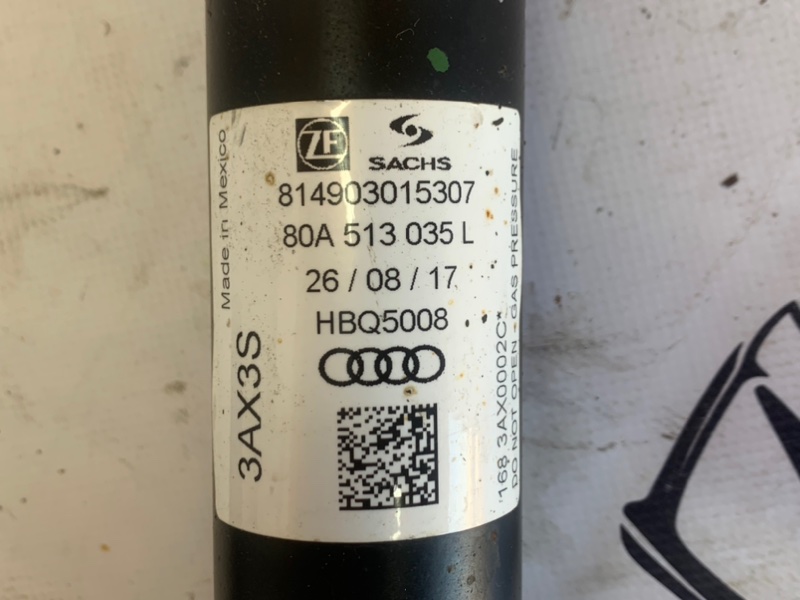 ZF
SACHS
814903015307
80A 513 035 L
26 / 08 / 17
HBQ5008
Made in Mexico
3AX3S
*168 3AX0002C*
DO NOT OPEN - GAS PRESSURE